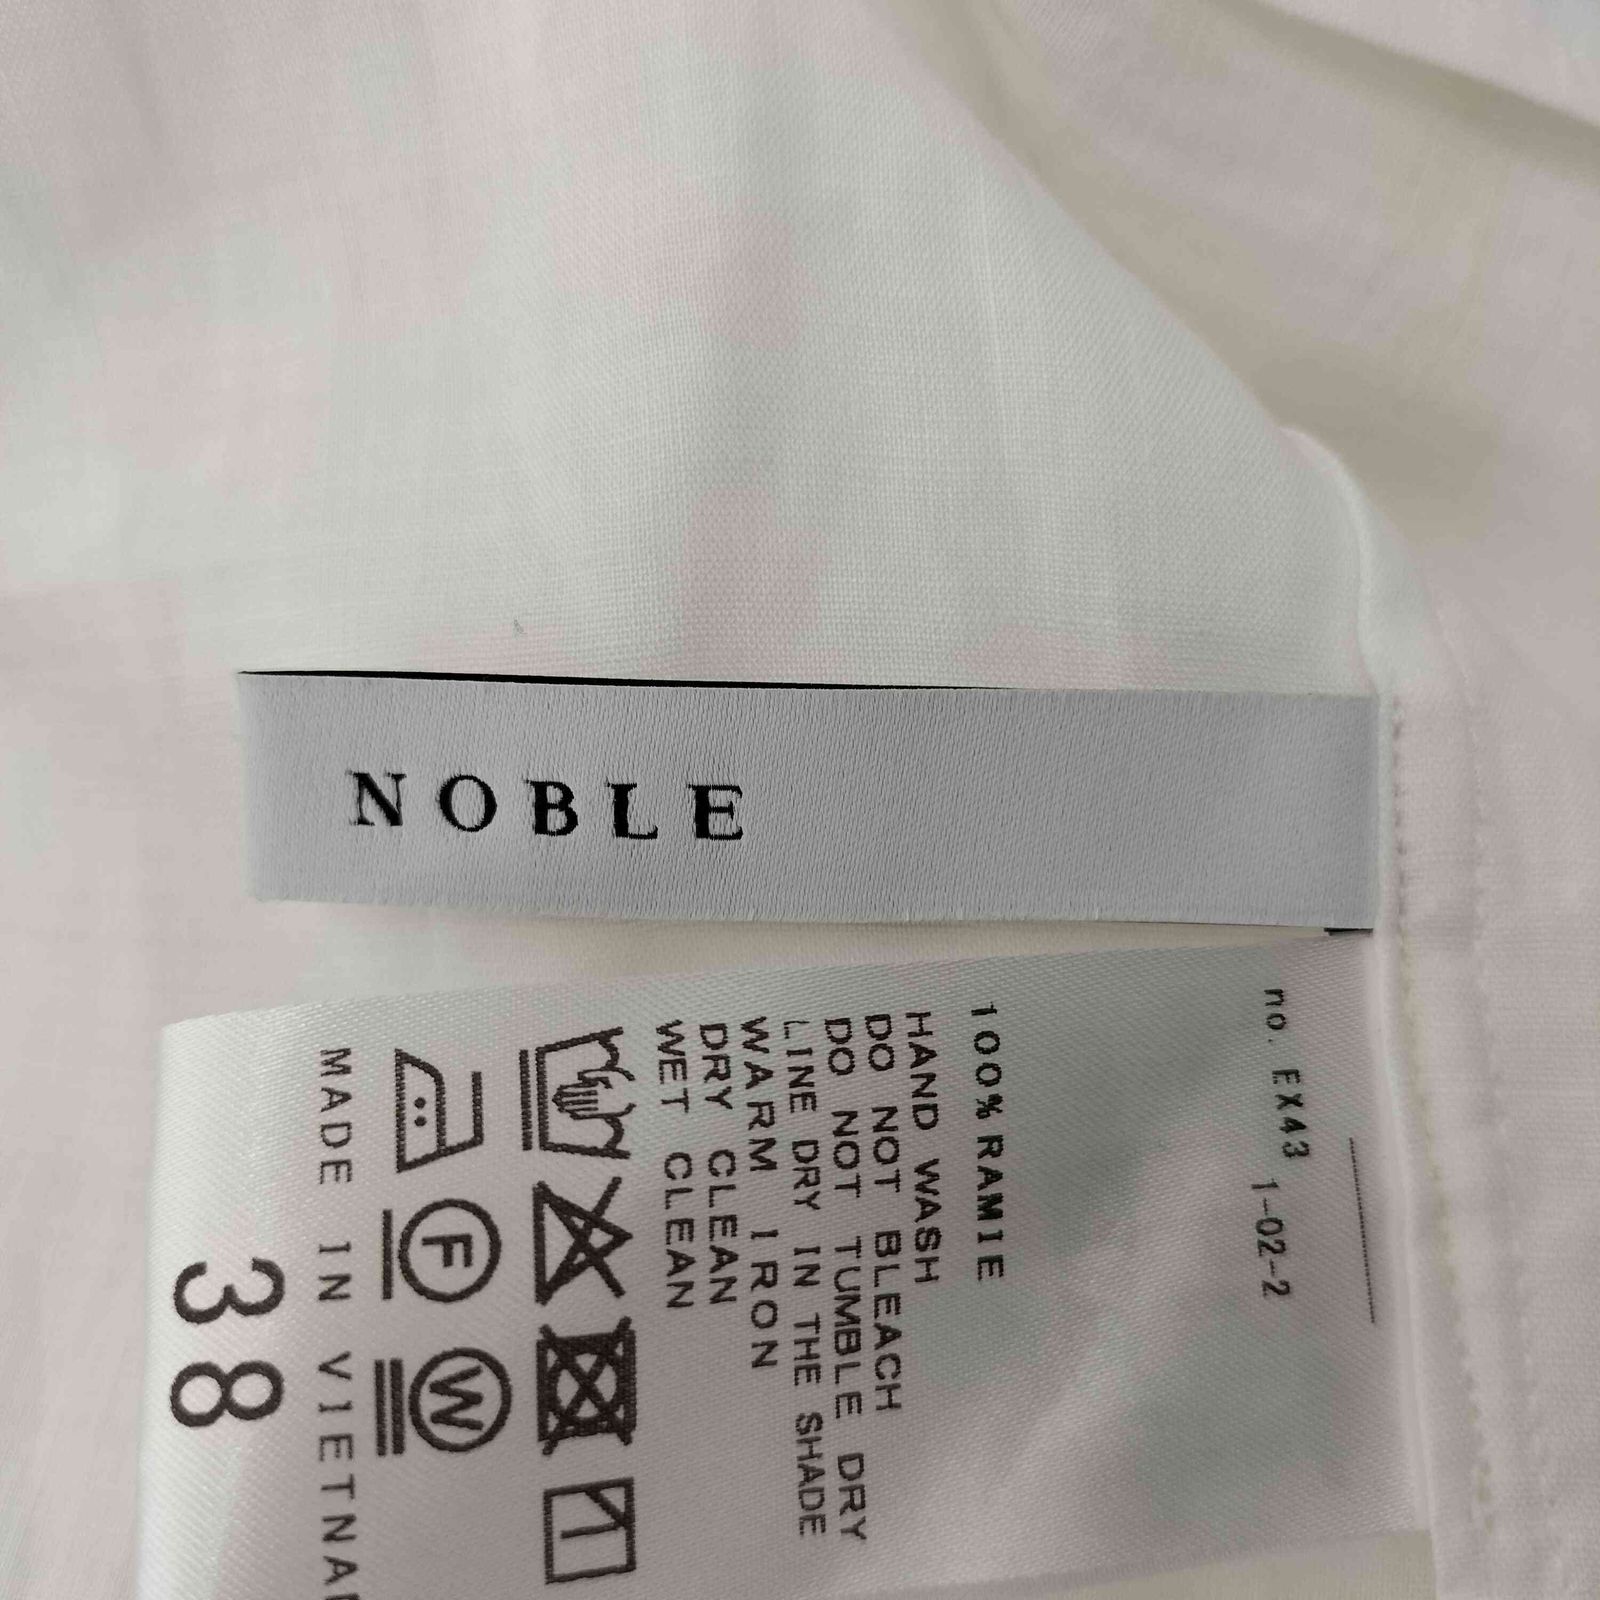 NOBLE
no. EX43 1-02-2
100% RAMIE
HAND WASH
DO NOT BLEACH
DO NOT TUMBLE DRY
LINE DRY IN THE SHADE
WARM IRON
DRY CLEAN
WET CLEAN
F W
MADE IN VIETNA
38